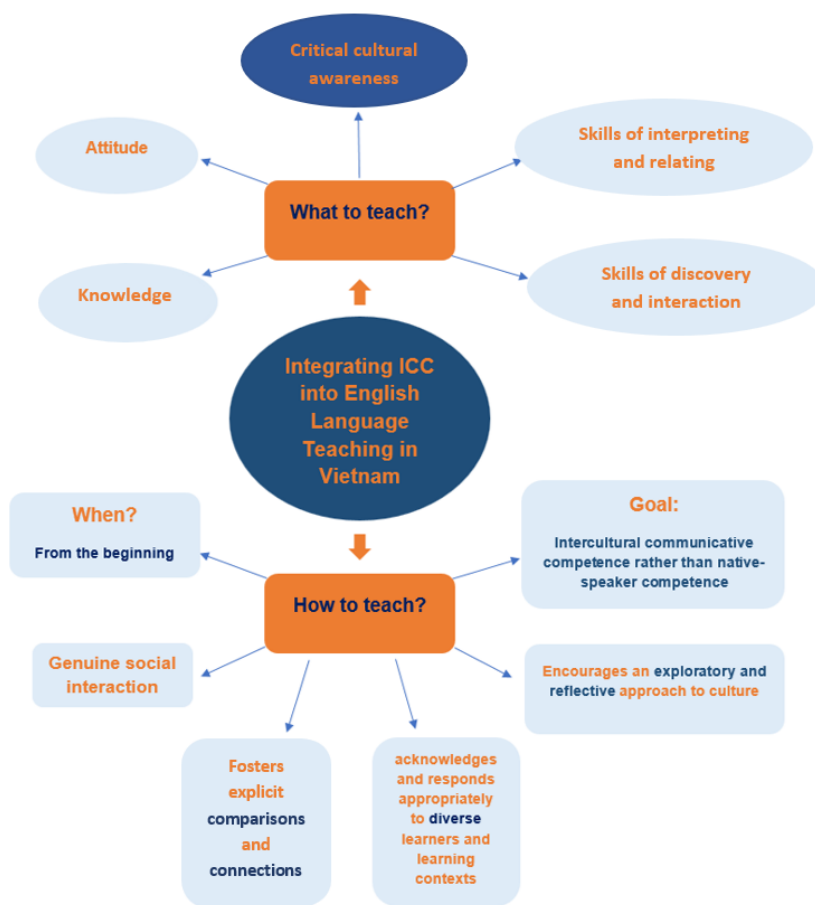 Critical cultural
awareness
Attitude
Skills of interpreting
and relating
What to teach?
Knowledge
Skills of discovery
and interaction
Integrating ICC
into English
Language
Teaching in
Vietnam
When?
From the beginning
Goal:
Intercultural communicative
competence rather than native-
speaker competence
How to teach?
Genuine social
interaction
Encourages an exploratory and
reflective approach to culture
Fosters
explicit
comparisons
and
connections
acknowledges
and responds
appropriately
to diverse
learners and
learning
contexts